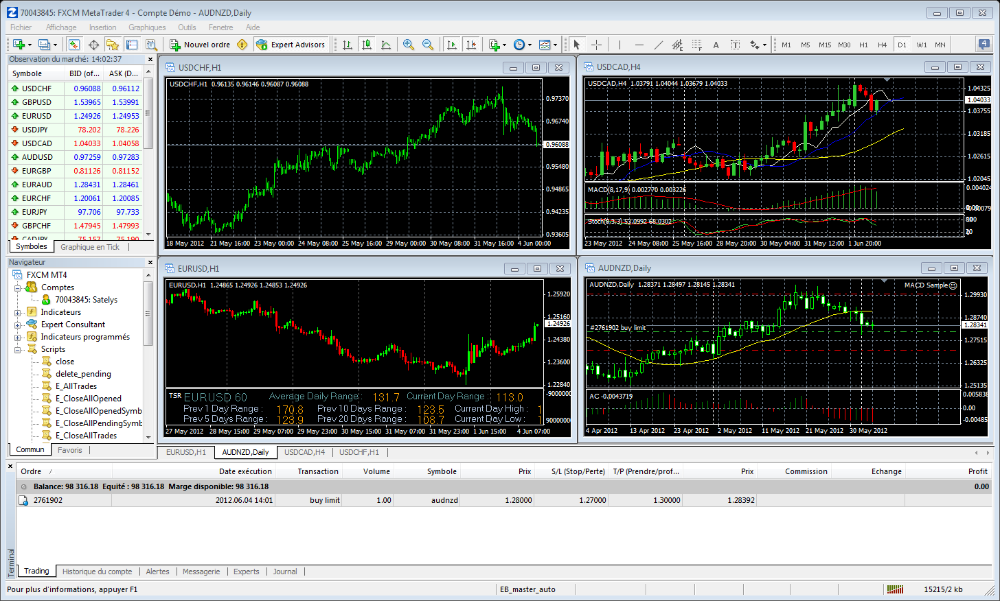 70043845: FXCM MetaTrader 4 - Compte Démo - AUDNZD,Daily
Fichier Affichage Insertion Graphiques Outils Fenetre Aide
Nouvel ordre Expert Advisors M1 M5 M15 M30 H1 H4 D1 W1 MN 4
Observation du marché: 14:02:37
Symbole BID (of... ASK (D...
USDCHF 0.96088 0.96112
GBPUSD 1.53965 1.53991
EURUSD 1.24926 1.24953
USDJPY 78.202 78.226
USDCAD 1.04033 1.04058
AUDUSD 0.97259 0.97283
EURGBP 0.81126 0.81152
EURAUD 1.28431 1.28461
EURCHF 1.20061 1.20085
EURJPY 97.706 97.733
GBPCHF 1.47945 1.47993
CADJPY 75.157 75.190
Symboles Graphique en Tick
Navigateur
FXCM MT4
Comptes
70043845: Satelys
Indicateurs
Expert Consultant
Indicateurs programmés
Scripts
close
delete_pending
E_AllTrades
E_CloseAllOpened
E_CloseAllOpenedSymb
E_CloseAllPendingSymb
E_CloseAllTrades
Commun Favoris
USDCHF,H1
USDCHF,H1 0.96135 0.96146 0.96087 0.96088
0.97370
0.96740
0.96088
0.95480
0.94865
0.94235
0.93605
18 May 2012 21 May 16:00 23 May 00:00 24 May 08:00 25 May 16:00 29 May 00:00 30 May 08:00 31 May 16:00 4 Jun 00:00
USDCAD,H4
USDCAD,H4 1.03791 1.04044 1.03679 1.04033
1.04325
1.04033
1.03755
1.03185
1.02615
1.02045
MACD(8,17,9) 0.002770 0.003226
0.004024
Stoch(8,3,3) 53.0992 68.0302
20
23 May 2012 24 May 08:00 25 May 16:00 28 May 20:00 30 May 04:00 31 May 12:00 1 Jun 20:00
EURUSD,H1
EURUSD,H1 1.24865 1.24926 1.24853 1.24926
1.25920
1.25160
1.24926
1.24380
1.23600
1.22840
TSR EURUSD 60 Average Daily Range : 131.7 Current Day Range : 113.0
Prev 1 Day Range : 170.8 Prev 10 Days Range : 123.5 Current Day High : 1
Prev 5 Days Range : 123.9 Prev 20 Days Range : 108.7 Current Day Low : 1
-9000000
90000000
27 May 2012 28 May 15:00 29 May 07:00 29 May 23:00 30 May 15:00 31 May 07:00 31 May 23:00 1 Jun 15:00 4 Jun 07:00
AUDNZD,Daily
AUDNZD,Daily 1.28371 1.28497 1.28145 1.28341 MACD Sample
#2761902 buy limit
1.29930
1.28740
1.28341
1.27515
1.26325
1.25135
AC -0.0043719
0.005838
0.00
-0.00485
4 Apr 2012 13 Apr 2012 23 Apr 2012 2 May 2012 11 May 2012 21 May 2012 30 May 2012
EURUSD,H1 AUDNZD,Daily USDCAD,H4 USDCHF,H1
Ordre / Date exécution Transaction Volume Symbole Prix S/L (Stop/Perte) T/P (Prendre/prof... Prix Commission Echange Profit
Balance: 98 316.18 Equité : 98 316.18 Marge disponible: 98 316.18 0.00
2761902 2012.06.04 14:01 buy limit 1.00 audnzd 1.28000 1.27000 1.30000 1.28392
Terminal
Trading Historique du compte Alertes Messagerie Experts Journal
Pour plus d'informations, appuyer F1 EB_master_auto 15215/2 kb